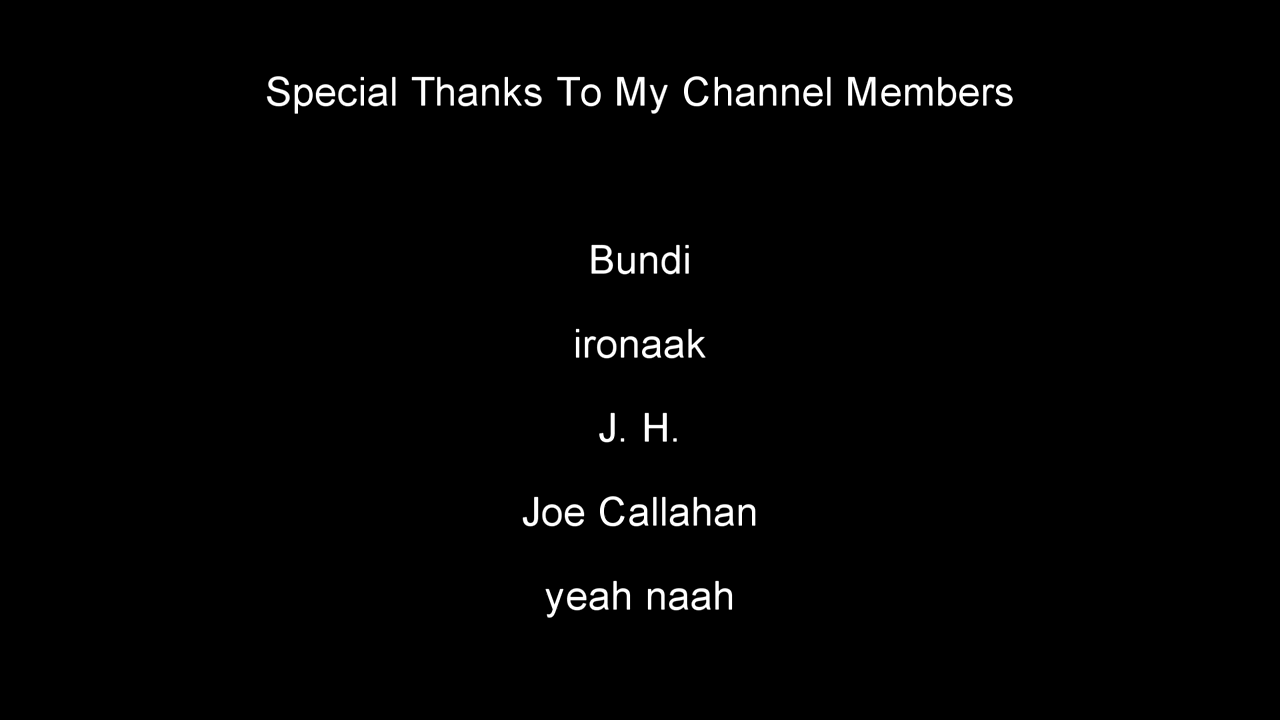 Special Thanks To My Channel Members
Bundi
ironaak
J. H.
Joe Callahan
yeah naah